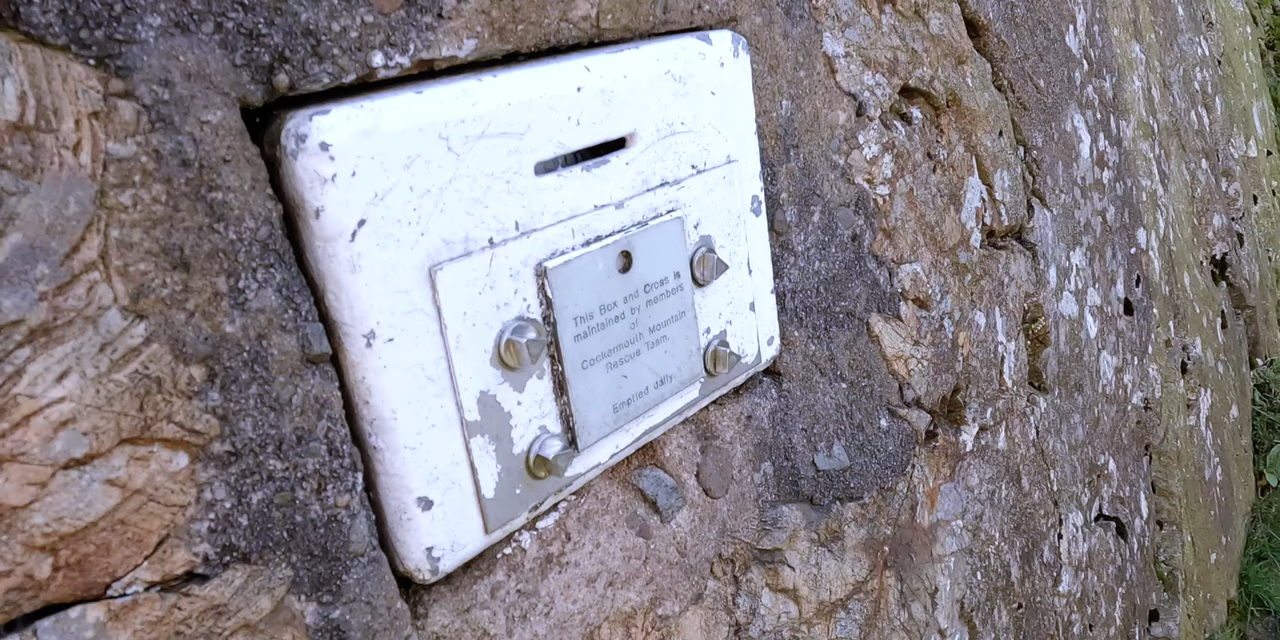 This Box and Cross is
maintained by members
of
Cockermouth Mountain
Rescue Team.
Emptied daily.